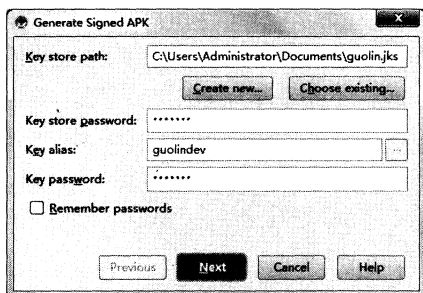 Generate Signed APK
Key store path: C:\Users\Administrator\Documents\guolin.jks
Create new... Choose existing...
Key store password: •••••••
Key alias: guolindev ...
Key password: •••••••
Remember passwords
Previous Next Cancel Help